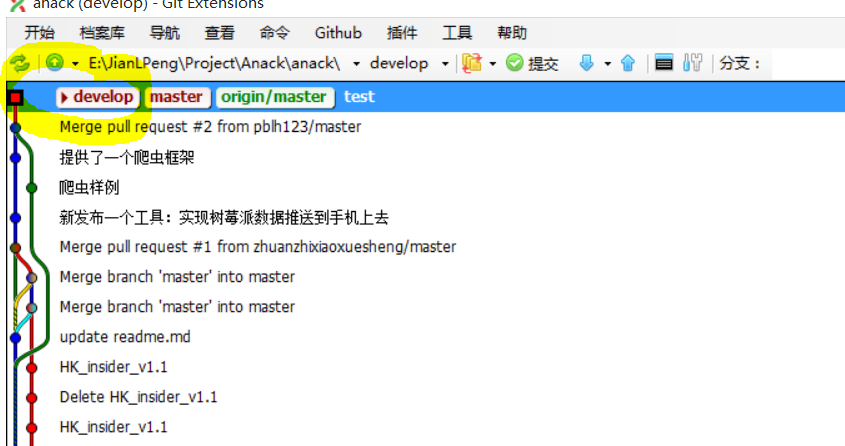 anack (develop) - Git Extensions
开始 档案库 导航 查看 命令 Github 插件 工具 帮助
E:\JianLPeng\Project\Anack\anack\ develop 提交 分支：
develop master origin/master test
Merge pull request #2 from pblh123/master
提供了一个爬虫框架
爬虫样例
新发布一个工具：实现树莓派数据推送到手机上去
Merge pull request #1 from zhuanzhixiaoxuesheng/master
Merge branch 'master' into master
Merge branch 'master' into master
update readme.md
HK_insider_v1.1
Delete HK_insider_v1.1
HK_insider_v1.1